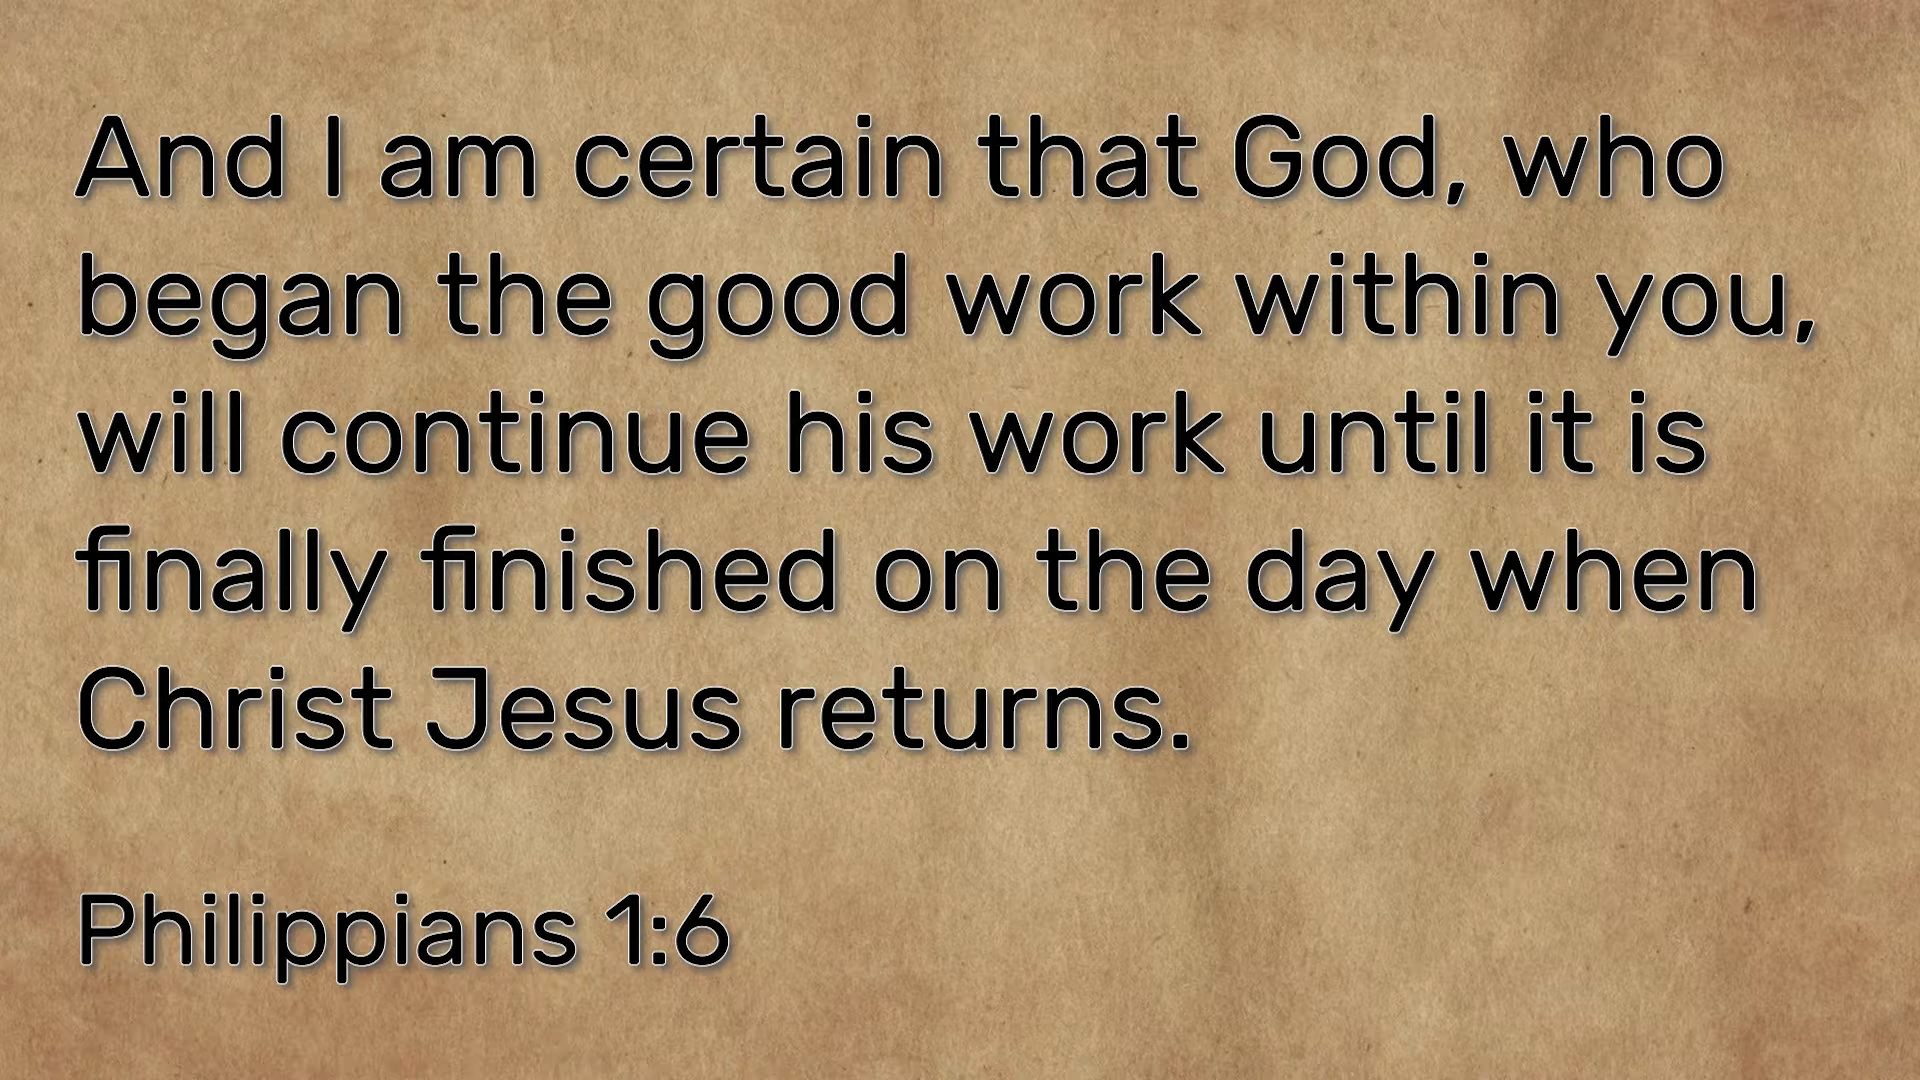 And I am certain that God, who
began the good work within you,
will continue his work until it is
finally finished on the day when
Christ Jesus returns.
Philippians 1:6